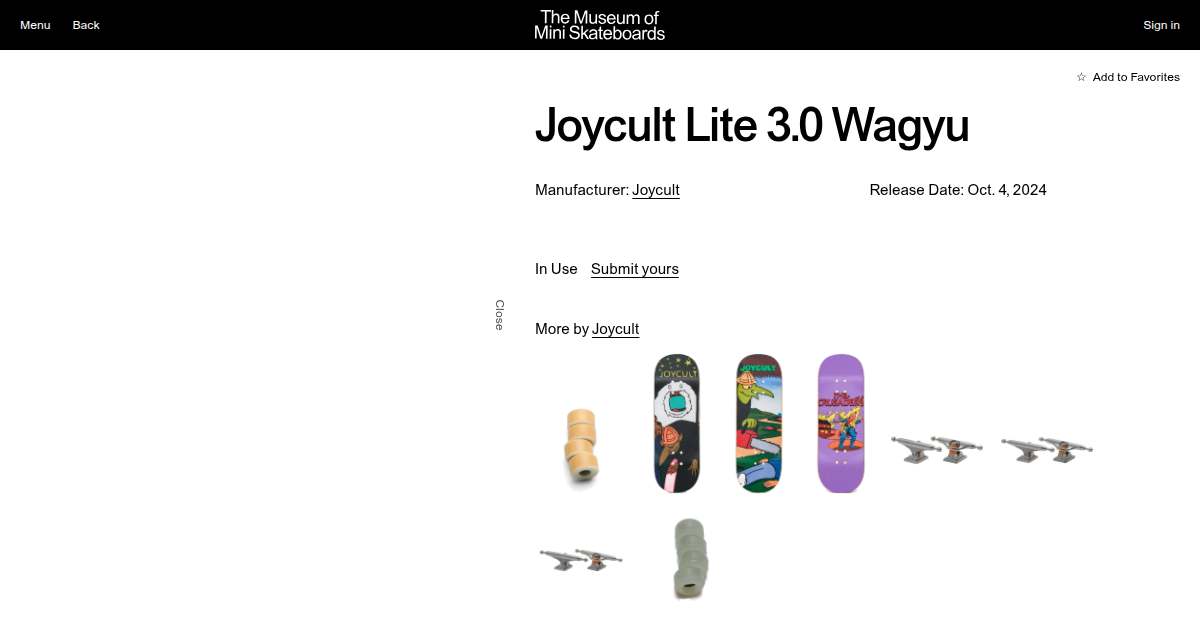 Menu
Back
The Museum of
Mini Skateboards
Sign in
☆ Add to Favorites
Joycult Lite 3.0 Wagyu
Manufacturer: Joycult
Release Date: Oct. 4, 2024
In Use
Submit yours
Close
More by Joycult
JOYCULT
JOYCULT